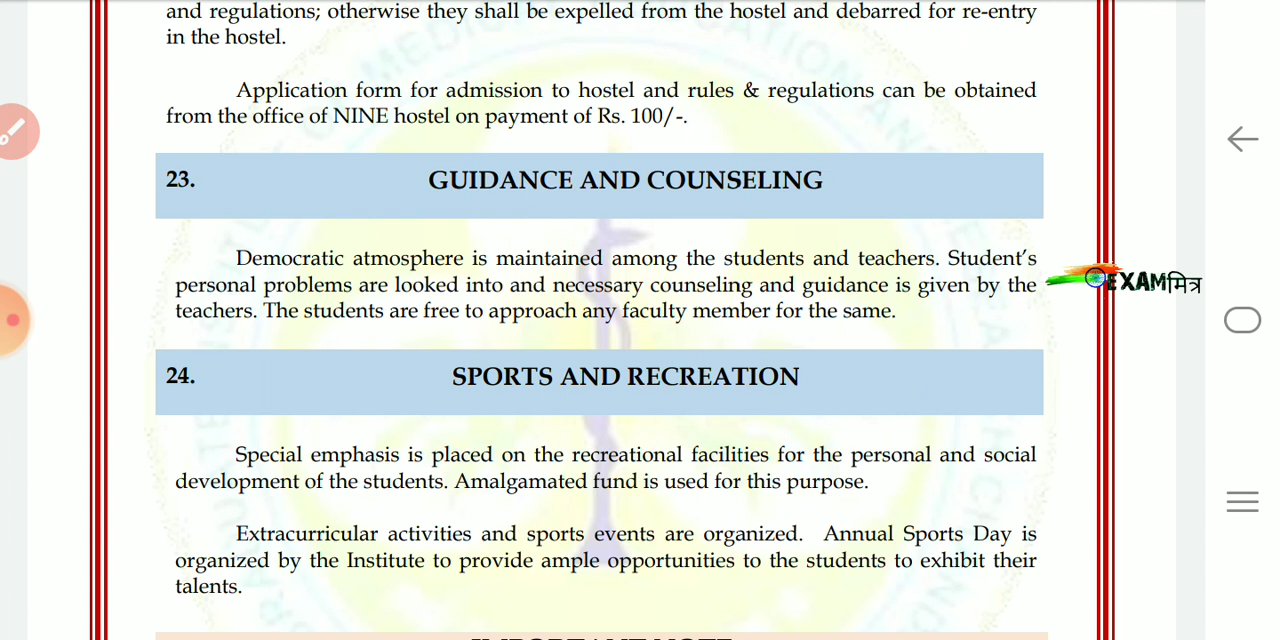 and regulations; otherwise they shall be expelled from the hostel and debarred for re-entry
in the hostel.
Application form for admission to hostel and rules & regulations can be obtained
from the office of NINE hostel on payment of Rs. 100/-.
23. GUIDANCE AND COUNSELING
Democratic atmosphere is maintained among the students and teachers. Student’s
personal problems are looked into and necessary counseling and guidance is given by the
teachers. The students are free to approach any faculty member for the same.
EXAMमित्र
24. SPORTS AND RECREATION
Special emphasis is placed on the recreational facilities for the personal and social
development of the students. Amalgamated fund is used for this purpose.
Extracurricular activities and sports events are organized. Annual Sports Day is
organized by the Institute to provide ample opportunities to the students to exhibit their
talents.